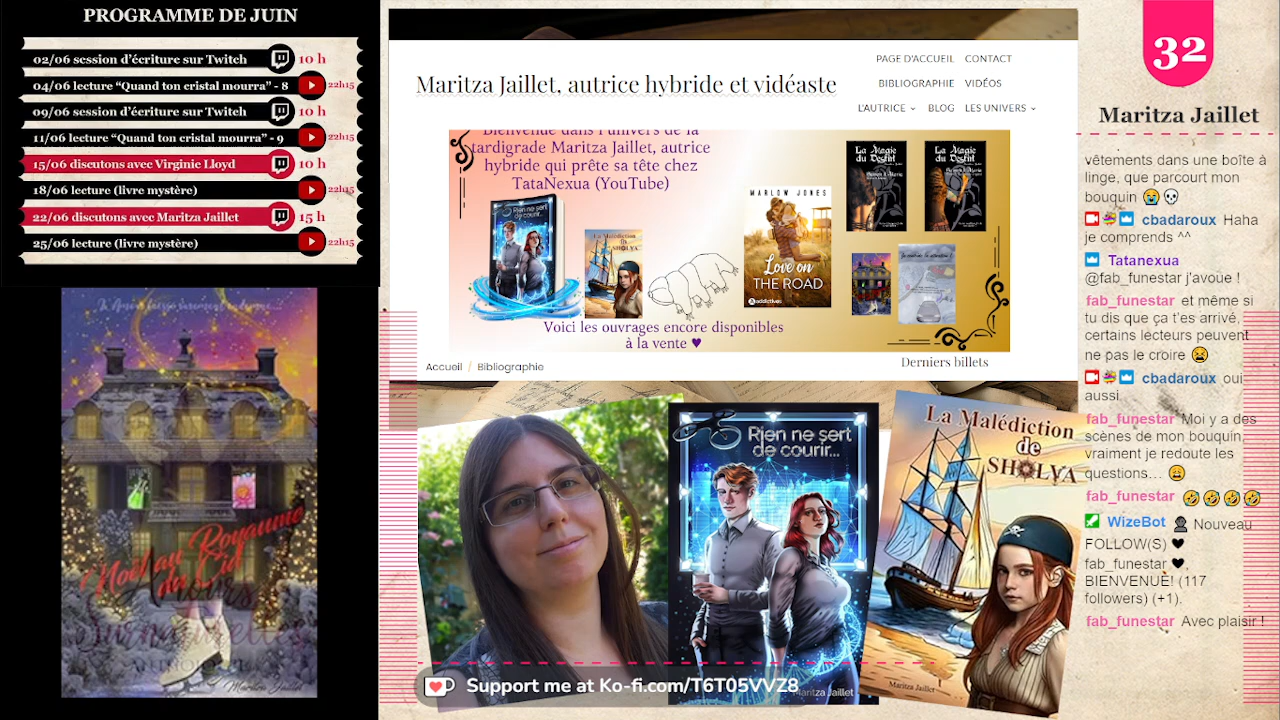 PROGRAMME DE JUIN
02/06 session d'écriture sur Twitch 10 h
04/06 lecture “Quand ton cristal mourra” - 8 22h15
09/06 session d'écriture sur Twitch 10 h
11/06 lecture “Quand ton cristal mourra” - 9 22h15
15/06 discutons avec Virginie Lloyd 10 h
18/06 lecture (livre mystère) 22h15
22/06 discutons avec Maritza Jaillet 15 h
25/06 lecture (livre mystère) 22h15
Noël au Royaume
PAGE D'ACCUEIL CONTACT
Maritza Jaillet, autrice hybride et vidéaste
BIBLIOGRAPHIE VIDÉOS
L'AUTRICE BLOG LES UNIVERS
Bienvenue dans l'univers de la
tardigrade Maritza Jaillet, autrice
hybride qui prête sa tête chez
TataNexua (YouTube)
Rien ne sert
de courir...
La Malédiction
de
SHOLVA
MARLOW JONES
Love on
THE ROAD
addictives
La Magie
du Destin
La Magie
du Destin
Voici les ouvrages encore disponibles
à la vente ♥
Accueil / Bibliographie
Derniers billets
Rien ne sert
de courir...
Maritza Jaillet
La Malédiction
de
SHOLVA
Maritza Jaillet
Support me at Ko-fi.com/T6T05VVZ8
32
Maritza Jaillet
vêtements dans une boîte à
linge, que parcourt mon
bouquin 😭💀
cbadaroux Haha
je comprends ^^
Tatanexua
@fab_funestar j'avoue !
fab_funestar et même si
tu dis que ça t'es arrivé,
certains lecteurs peuvent
ne pas le croire 😫
cbadaroux oui
aussi
fab_funestar Moi y a des
scènes de mon bouquin,
vraiment je redoute les
questions… 😩
fab_funestar 🤣🤣🤣🤣
WizeBot Nouveau
FOLLOW(S) ♥
fab_funestar ♥,
BIENVENUE! (117
followers) (+1).
fab_funestar Avec plaisir !